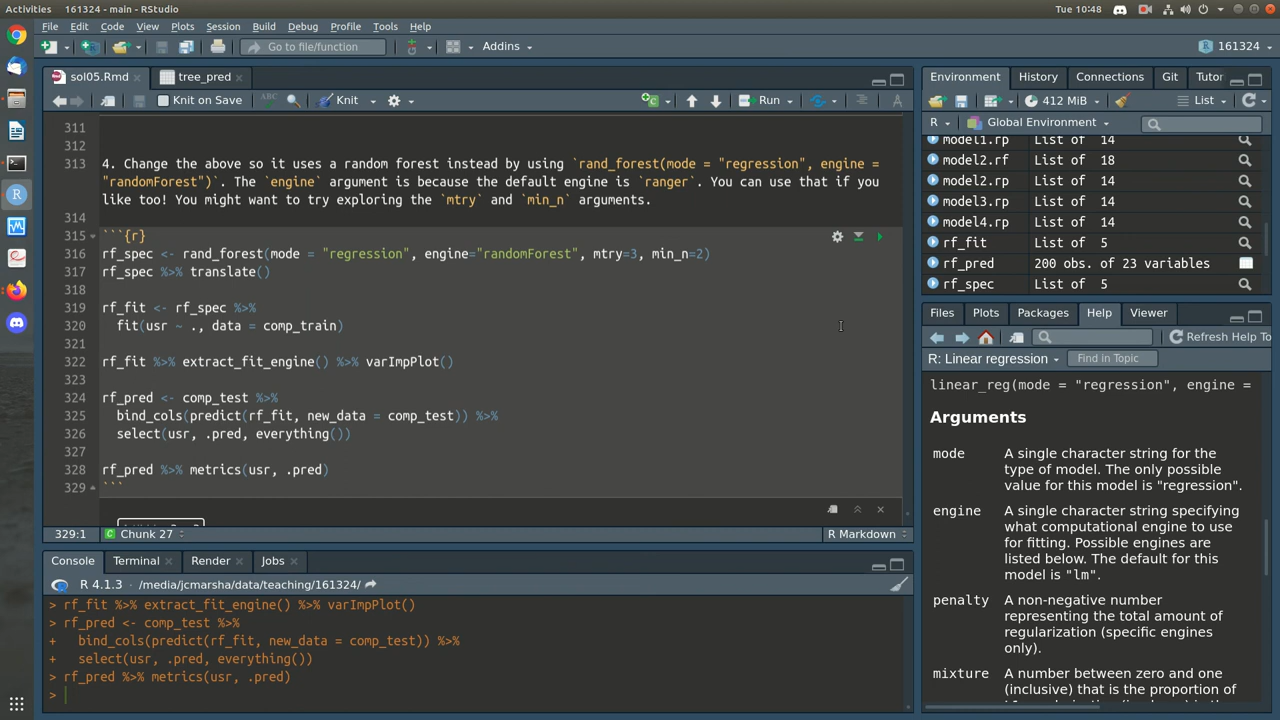 Activities
161324 - main - RStudio
Tue 10:48
File Edit Code View Plots Session Build Debug Profile Tools Help
Go to file/function
Addins
161324
sol05.Rmd
tree_pred
Knit on Save
ABC
Knit
Run
311
312
313 4. Change the above so it uses a random forest instead by using `rand_forest(mode = "regression", engine =
"randomForest")`. The `engine` argument is because the default engine is `ranger`. You can use that if you
like too! You might want to try exploring the `mtry` and `min_n` arguments.
314
315 ```{r}
316 rf_spec <- rand_forest(mode = "regression", engine="randomForest", mtry=3, min_n=2)
317 rf_spec %>% translate()
318
319 rf_fit <- rf_spec %>%
320 fit(usr ~ ., data = comp_train)
321
322 rf_fit %>% extract_fit_engine() %>% varImpPlot()
323
324 rf_pred <- comp_test %>%
325 bind_cols(predict(rf_fit, new_data = comp_test)) %>%
326 select(usr, .pred, everything())
327
328 rf_pred %>% metrics(usr, .pred)
329 ```
329:1
Chunk 27
R Markdown
Console Terminal Render Jobs
R 4.1.3 · /media/jcmarsha/data/teaching/161324/
> rf_fit %>% extract_fit_engine() %>% varImpPlot()
> rf_pred <- comp_test %>%
+ bind_cols(predict(rf_fit, new_data = comp_test)) %>%
+ select(usr, .pred, everything())
> rf_pred %>% metrics(usr, .pred)
>
Environment History Connections Git Tutor
412 MiB
List
R
Global Environment
model1.rp List of 14
model2.rf List of 18
model2.rp List of 14
model3.rp List of 14
model4.rp List of 14
rf_fit List of 5
rf_pred 200 obs. of 23 variables
rf_spec List of 5
Files Plots Packages Help Viewer
Refresh Help To
R: Linear regression
Find in Topic
linear_reg(mode = "regression", engine =
Arguments
mode A single character string for the
type of model. The only possible
value for this model is "regression".
engine A single character string specifying
what computational engine to use
for fitting. Possible engines are
listed below. The default for this
model is "lm".
penalty A non-negative number
representing the total amount of
regularization (specific engines
only).
mixture A number between zero and one
(inclusive) that is the proportion of